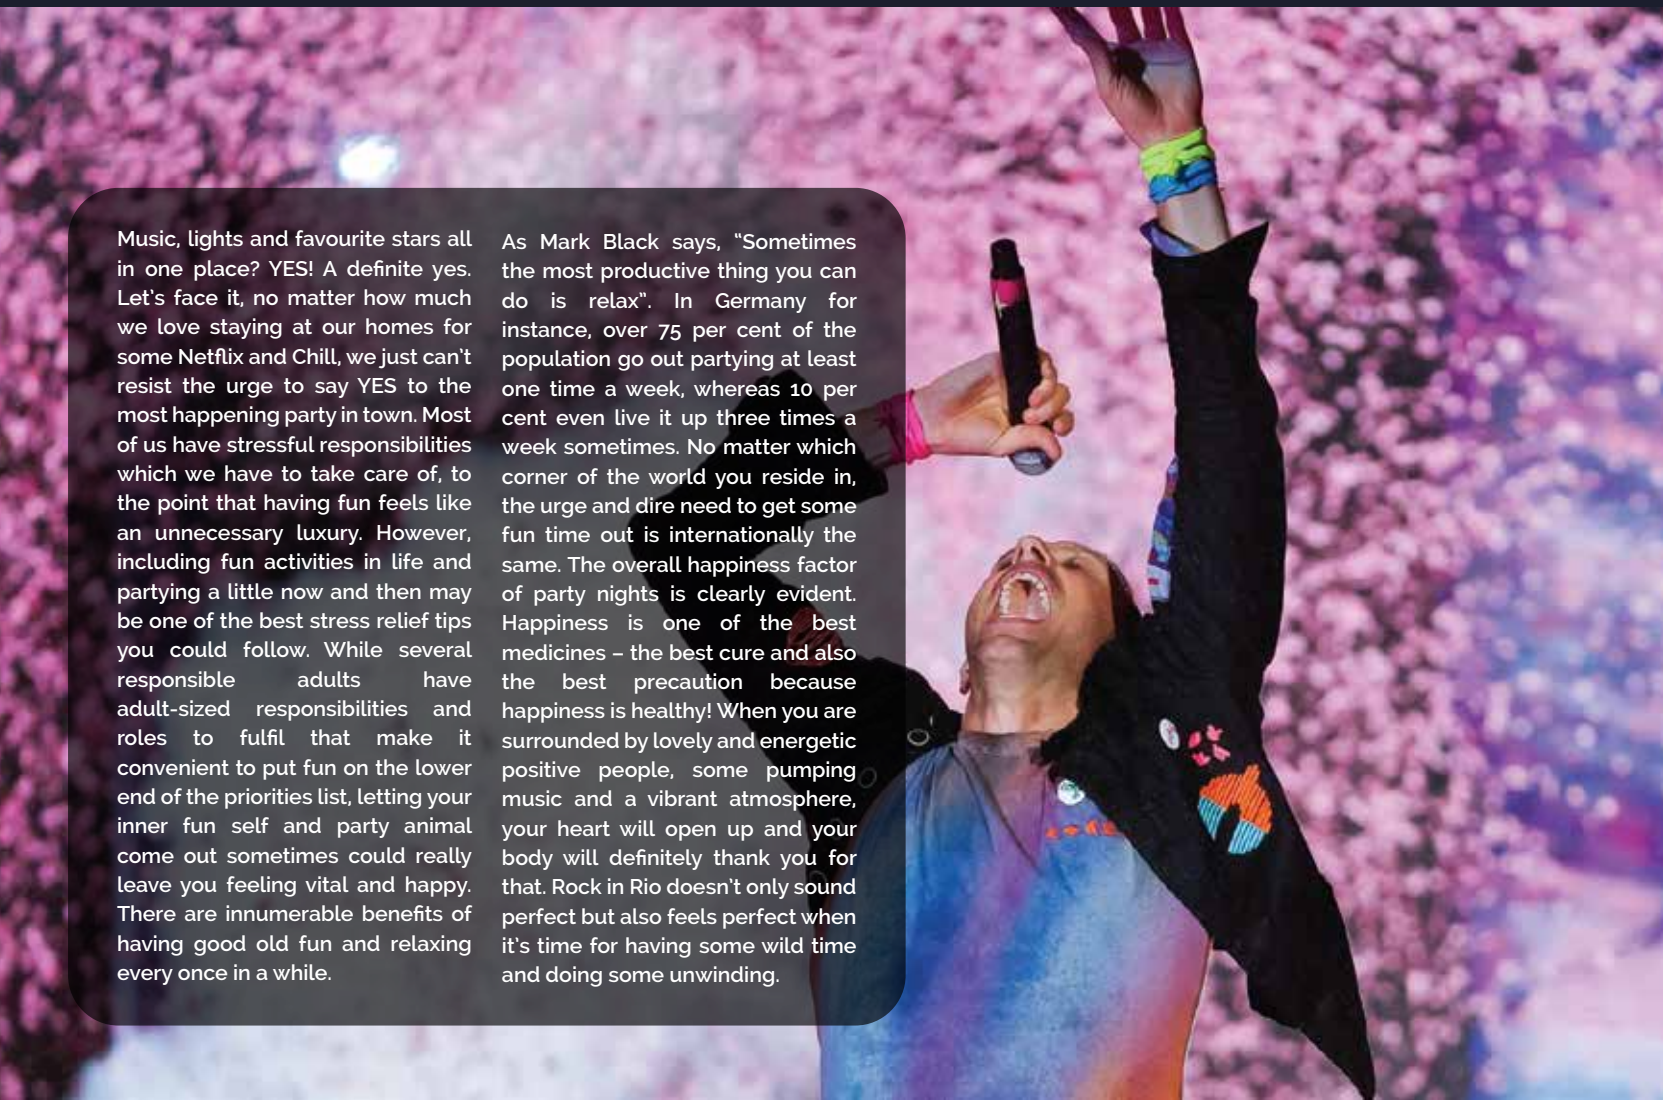 Music, lights and favourite stars all
in one place? YES! A definite yes.
Let's face it, no matter how much
we love staying at our homes for
some Netflix and Chill, we just can't
resist the urge to say YES to the
most happening party in town. Most
of us have stressful responsibilities
which we have to take care of, to
the point that having fun feels like
an unnecessary luxury. However,
including fun activities in life and
partying a little now and then may
be one of the best stress relief tips
you could follow. While several
responsible adults have
adult-sized responsibilities and
roles to fulfil that make it
convenient to put fun on the lower
end of the priorities list, letting your
inner fun self and party animal
come out sometimes could really
leave you feeling vital and happy.
There are innumerable benefits of
having good old fun and relaxing
every once in a while.
As Mark Black says, “Sometimes
the most productive thing you can
do is relax”. In Germany for
instance, over 75 per cent of the
population go out partying at least
one time a week, whereas 10 per
cent even live it up three times a
week sometimes. No matter which
corner of the world you reside in,
the urge and dire need to get some
fun time out is internationally the
same. The overall happiness factor
of party nights is clearly evident.
Happiness is one of the best
medicines – the best cure and also
the best precaution because
happiness is healthy! When you are
surrounded by lovely and energetic
positive people, some pumping
music and a vibrant atmosphere,
your heart will open up and your
body will definitely thank you for
that. Rock in Rio doesn't only sound
perfect but also feels perfect when
it's time for having some wild time
and doing some unwinding.